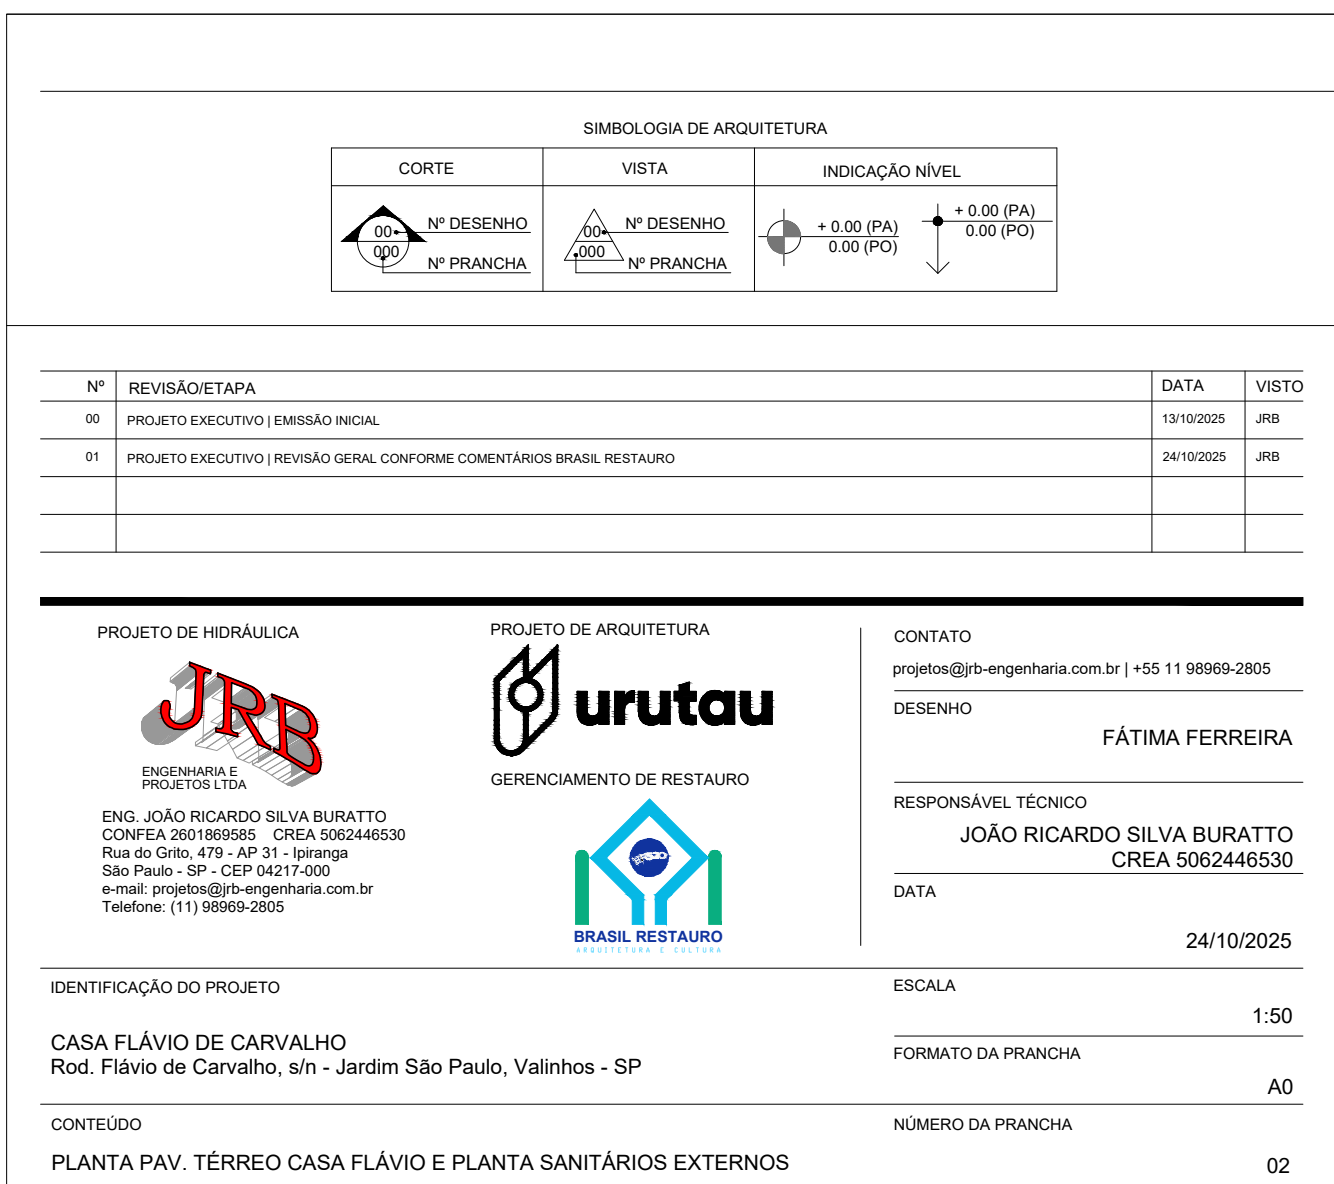 SIMBOLOGIA DE ARQUITETURA
CORTE VISTA INDICAÇÃO NÍVEL
00 Nº DESENHO
000 Nº PRANCHA
00 Nº DESENHO
000 Nº PRANCHA
+ 0.00 (PA)
0.00 (PO)
+ 0.00 (PA)
0.00 (PO)
Nº REVISÃO/ETAPA DATA VISTO
00 PROJETO EXECUTIVO | EMISSÃO INICIAL 13/10/2025 JRB
01 PROJETO EXECUTIVO | REVISÃO GERAL CONFORME COMENTÁRIOS BRASIL RESTAURO 24/10/2025 JRB
PROJETO DE HIDRÁULICA
JRB
ENGENHARIA E
PROJETOS LTDA
ENG. JOÃO RICARDO SILVA BURATTO
CONFEA 2601869585 CREA 5062446530
Rua do Grito, 479 - AP 31 - Ipiranga
São Paulo - SP - CEP 04217-000
e-mail: projetos@jrb-engenharia.com.br
Telefone: (11) 98969-2805
PROJETO DE ARQUITETURA
urutau
GERENCIAMENTO DE RESTAURO
BRASIL RESTAURO
ARQUITETURA E CULTURA
CONTATO
projetos@jrb-engenharia.com.br | +55 11 98969-2805
DESENHO
FÁTIMA FERREIRA
RESPONSÁVEL TÉCNICO
JOÃO RICARDO SILVA BURATTO
CREA 5062446530
DATA
24/10/2025
IDENTIFICAÇÃO DO PROJETO
CASA FLÁVIO DE CARVALHO
Rod. Flávio de Carvalho, s/n - Jardim São Paulo, Valinhos - SP
ESCALA
1:50
FORMATO DA PRANCHA
A0
CONTEÚDO
PLANTA PAV. TÉRREO CASA FLÁVIO E PLANTA SANITÁRIOS EXTERNOS
NÚMERO DA PRANCHA
02